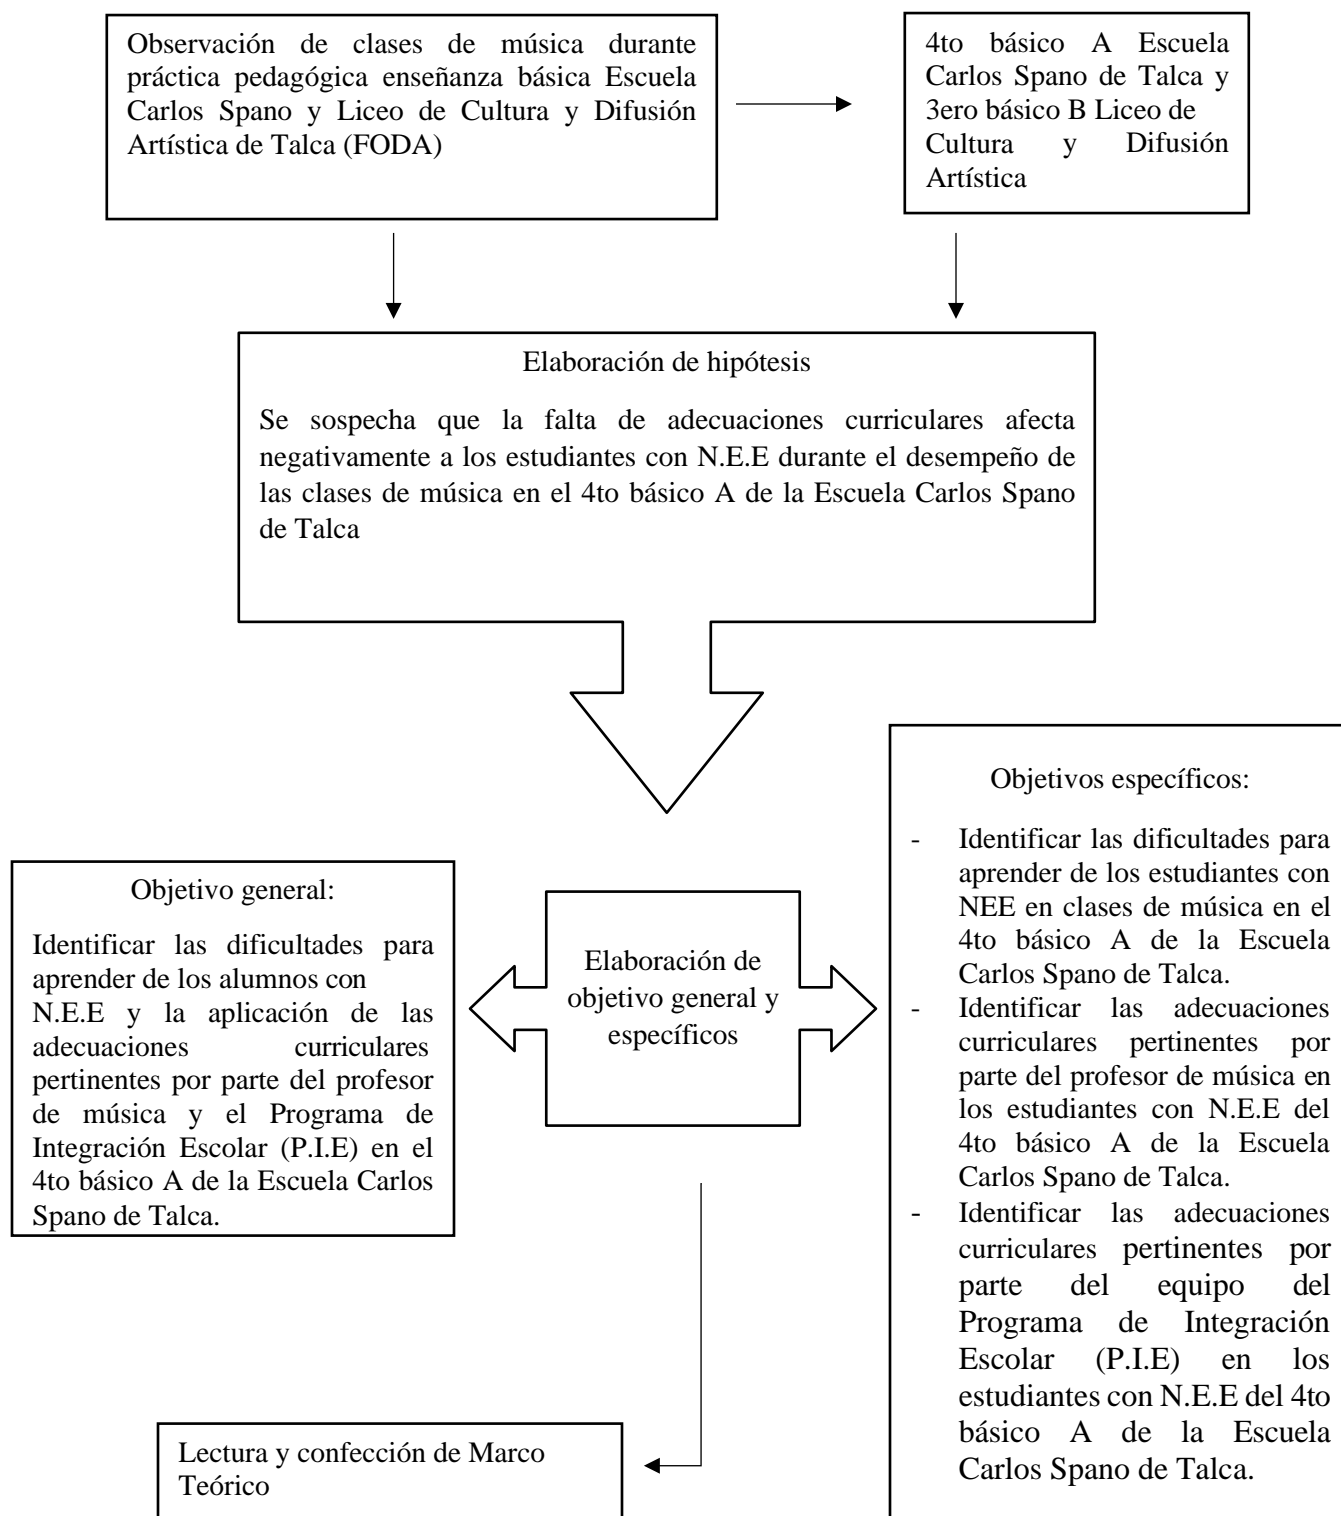 Observación de clases de música durante
práctica pedagógica enseñanza básica Escuela
Carlos Spano y Liceo de Cultura y Difusión
Artística de Talca (FODA)
4to básico A Escuela
Carlos Spano de Talca y
3ero básico B Liceo de
Cultura y Difusión
Artística
Elaboración de hipótesis
Se sospecha que la falta de adecuaciones curriculares afecta
negativamente a los estudiantes con N.E.E durante el desempeño de
las clases de música en el 4to básico A de la Escuela Carlos Spano
de Talca
Objetivo general:
Identificar las dificultades para
aprender de los alumnos con
N.E.E y la aplicación de las
adecuaciones curriculares
pertinentes por parte del profesor
de música y el Programa de
Integración Escolar (P.I.E) en el
4to básico A de la Escuela Carlos
Spano de Talca.
Elaboración de
objetivo general y
específicos
Objetivos específicos:
- Identificar las dificultades para
aprender de los estudiantes con
NEE en clases de música en el
4to básico A de la Escuela
Carlos Spano de Talca.
- Identificar las adecuaciones
curriculares pertinentes por
parte del profesor de música en
los estudiantes con N.E.E del
4to básico A de la Escuela
Carlos Spano de Talca.
- Identificar las adecuaciones
curriculares pertinentes por
parte del equipo del
Programa de Integración
Escolar (P.I.E) en los
estudiantes con N.E.E del 4to
básico A de la Escuela
Carlos Spano de Talca.
Lectura y confección de Marco
Teórico